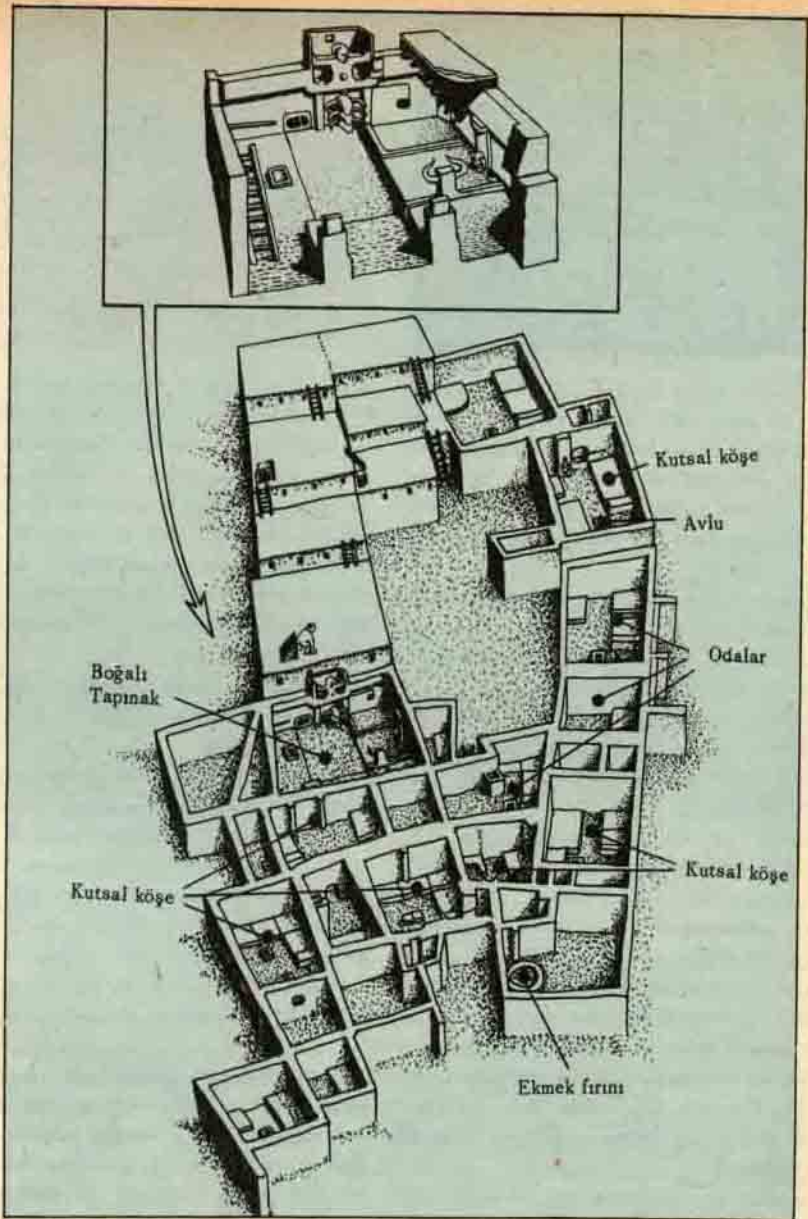 Kutsal köşe
Avlu
Odalar
Boğalı
Tapınak
Kutsal köşe
Kutsal köşe
Ekmek fırını